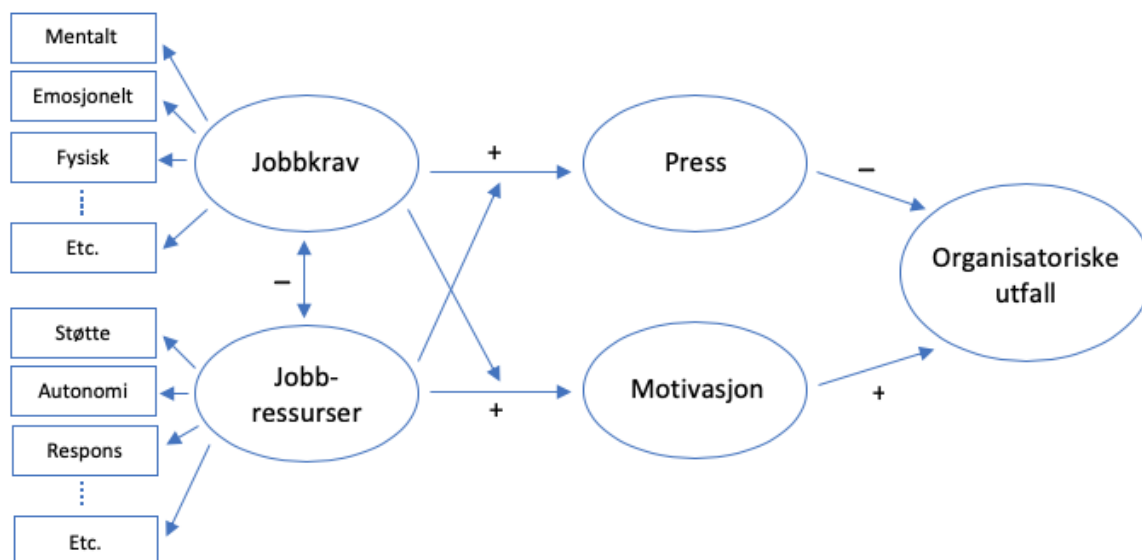 Mentalt
Emosjonelt
Fysisk
Etc.
Jobbkrav
+
Press
–
Organisatoriske
utfall
–
Støtte
Autonomi
Respons
Etc.
Jobb-
ressurser
+
Motivasjon
+